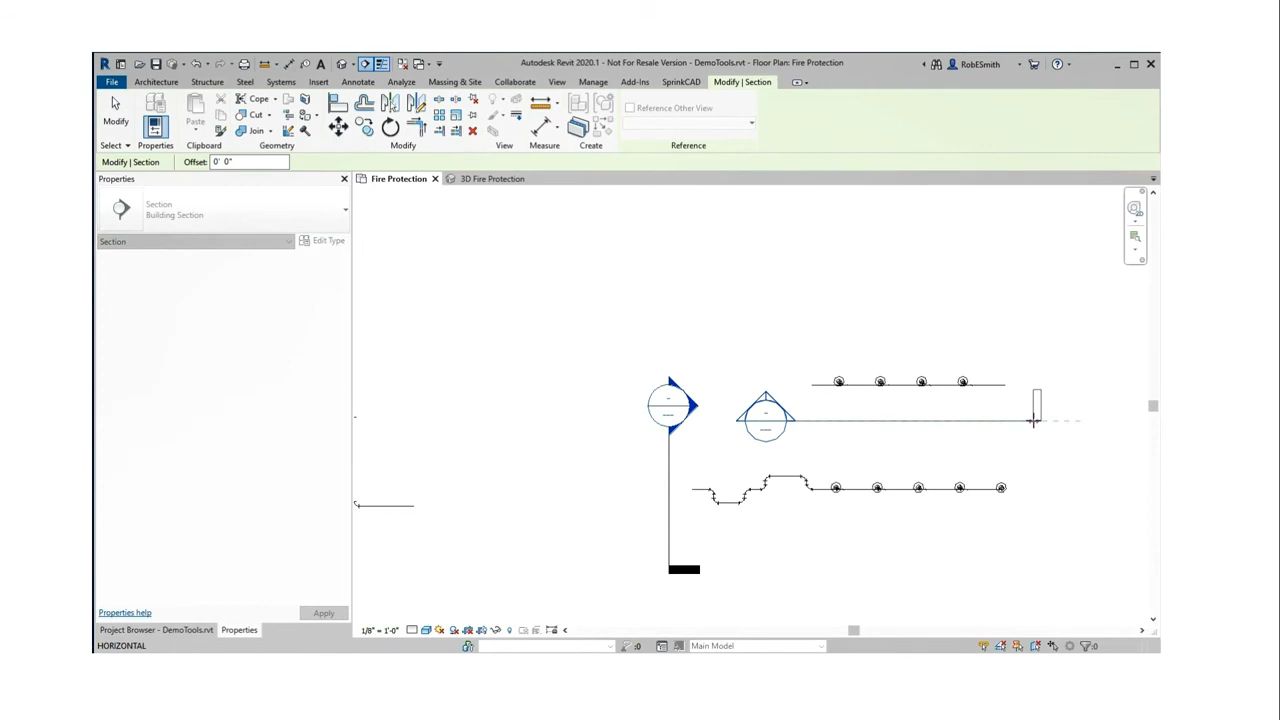 Autodesk Revit 2020.1 - Not For Resale Version - DemoTools.rvt - Floor Plan: Fire Protection
RobSmith
File Architecture Structure Steel Systems Insert Annotate Analyze Massing & Site Collaborate View Manage Add-Ins SprinkCAD Modify | Section
Cope
Reference Other View
Modify Paste Cut
Join
Select Properties Clipboard Geometry Modify View Measure Create Reference
Modify | Section Offset: 0' 0"
Properties Fire Protection 3D Fire Protection
Section
Building Section
Section Edit Type
Properties help Apply
Project Browser - DemoTools.rvt Properties 1/8" = 1'-0"
HORIZONTAL :0 Main Model :0